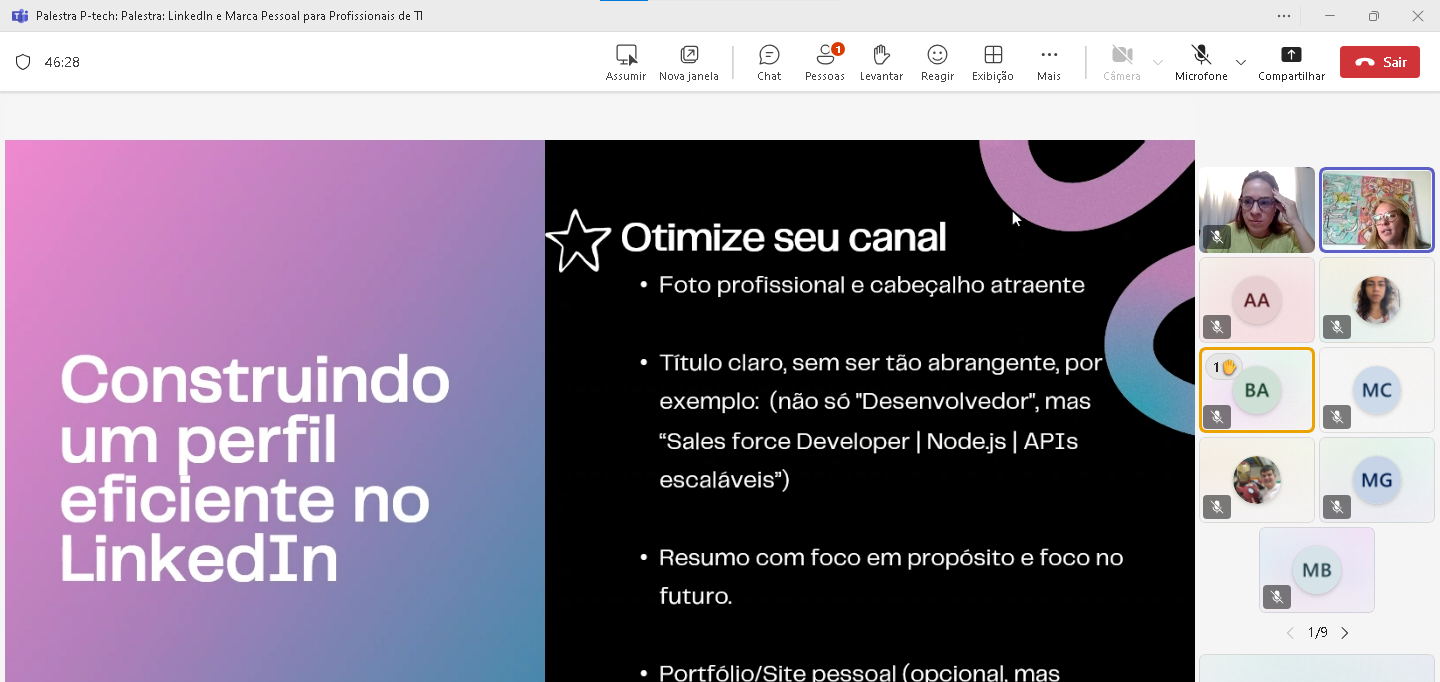 Palestra P-tech: Palestra: LinkedIn e Marca Pessoal para Profissionais de TI
46:28
Assumir
Nova janela
Chat
1
Pessoas
Levantar
Reagir
Exibição
Mais
Câmera
Microfone
Compartilhar
Sair
Construindo
um perfil
eficiente no
LinkedIn
Otimize seu canal
• Foto profissional e cabeçalho atraente
• Título claro, sem ser tão abrangente, por
exemplo: (não só "Desenvolvedor", mas
“Sales force Developer | Node.js | APIs
escaláveis”)
• Resumo com foco em propósito e foco no
futuro.
• Portfólio/Site pessoal (opcional, mas
AA
1
BA
MC
MG
MB
1/9